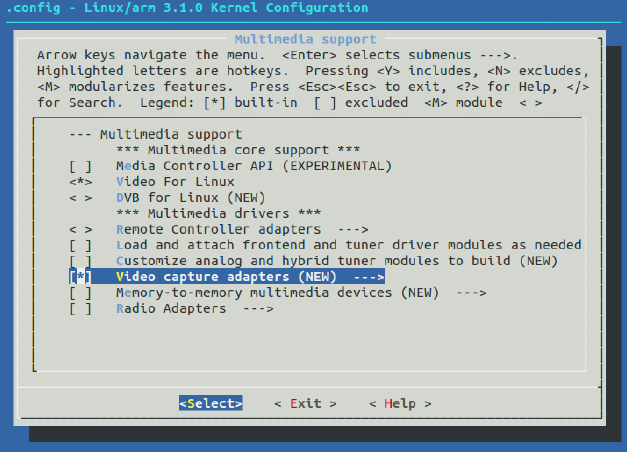 .config - Linux/arm 3.1.0 Kernel Configuration
Multimedia support
Arrow keys navigate the menu.  <Enter> selects submenus --->.
Highlighted letters are hotkeys.  Pressing <Y> includes, <N> excludes,
<M> modularizes features.  Press <Esc><Esc> to exit, <?> for Help, </>
for Search.  Legend: [*] built-in  [ ] excluded  <M> module  < >
--- Multimedia support
*** Multimedia core support ***
[ ]   Media Controller API (EXPERIMENTAL)
<*>   Video For Linux
< >   DVB for Linux (NEW)
*** Multimedia drivers ***
< >   Remote Controller adapters  --->
[ ]   Load and attach frontend and tuner driver modules as needed
[ ]   Customize analog and hybrid tuner modules to build (NEW)
[*]   Video capture adapters (NEW)  --->
[ ]   Memory-to-memory multimedia devices (NEW)  --->
[ ]   Radio Adapters  --->
<Select>    < Exit >    < Help >